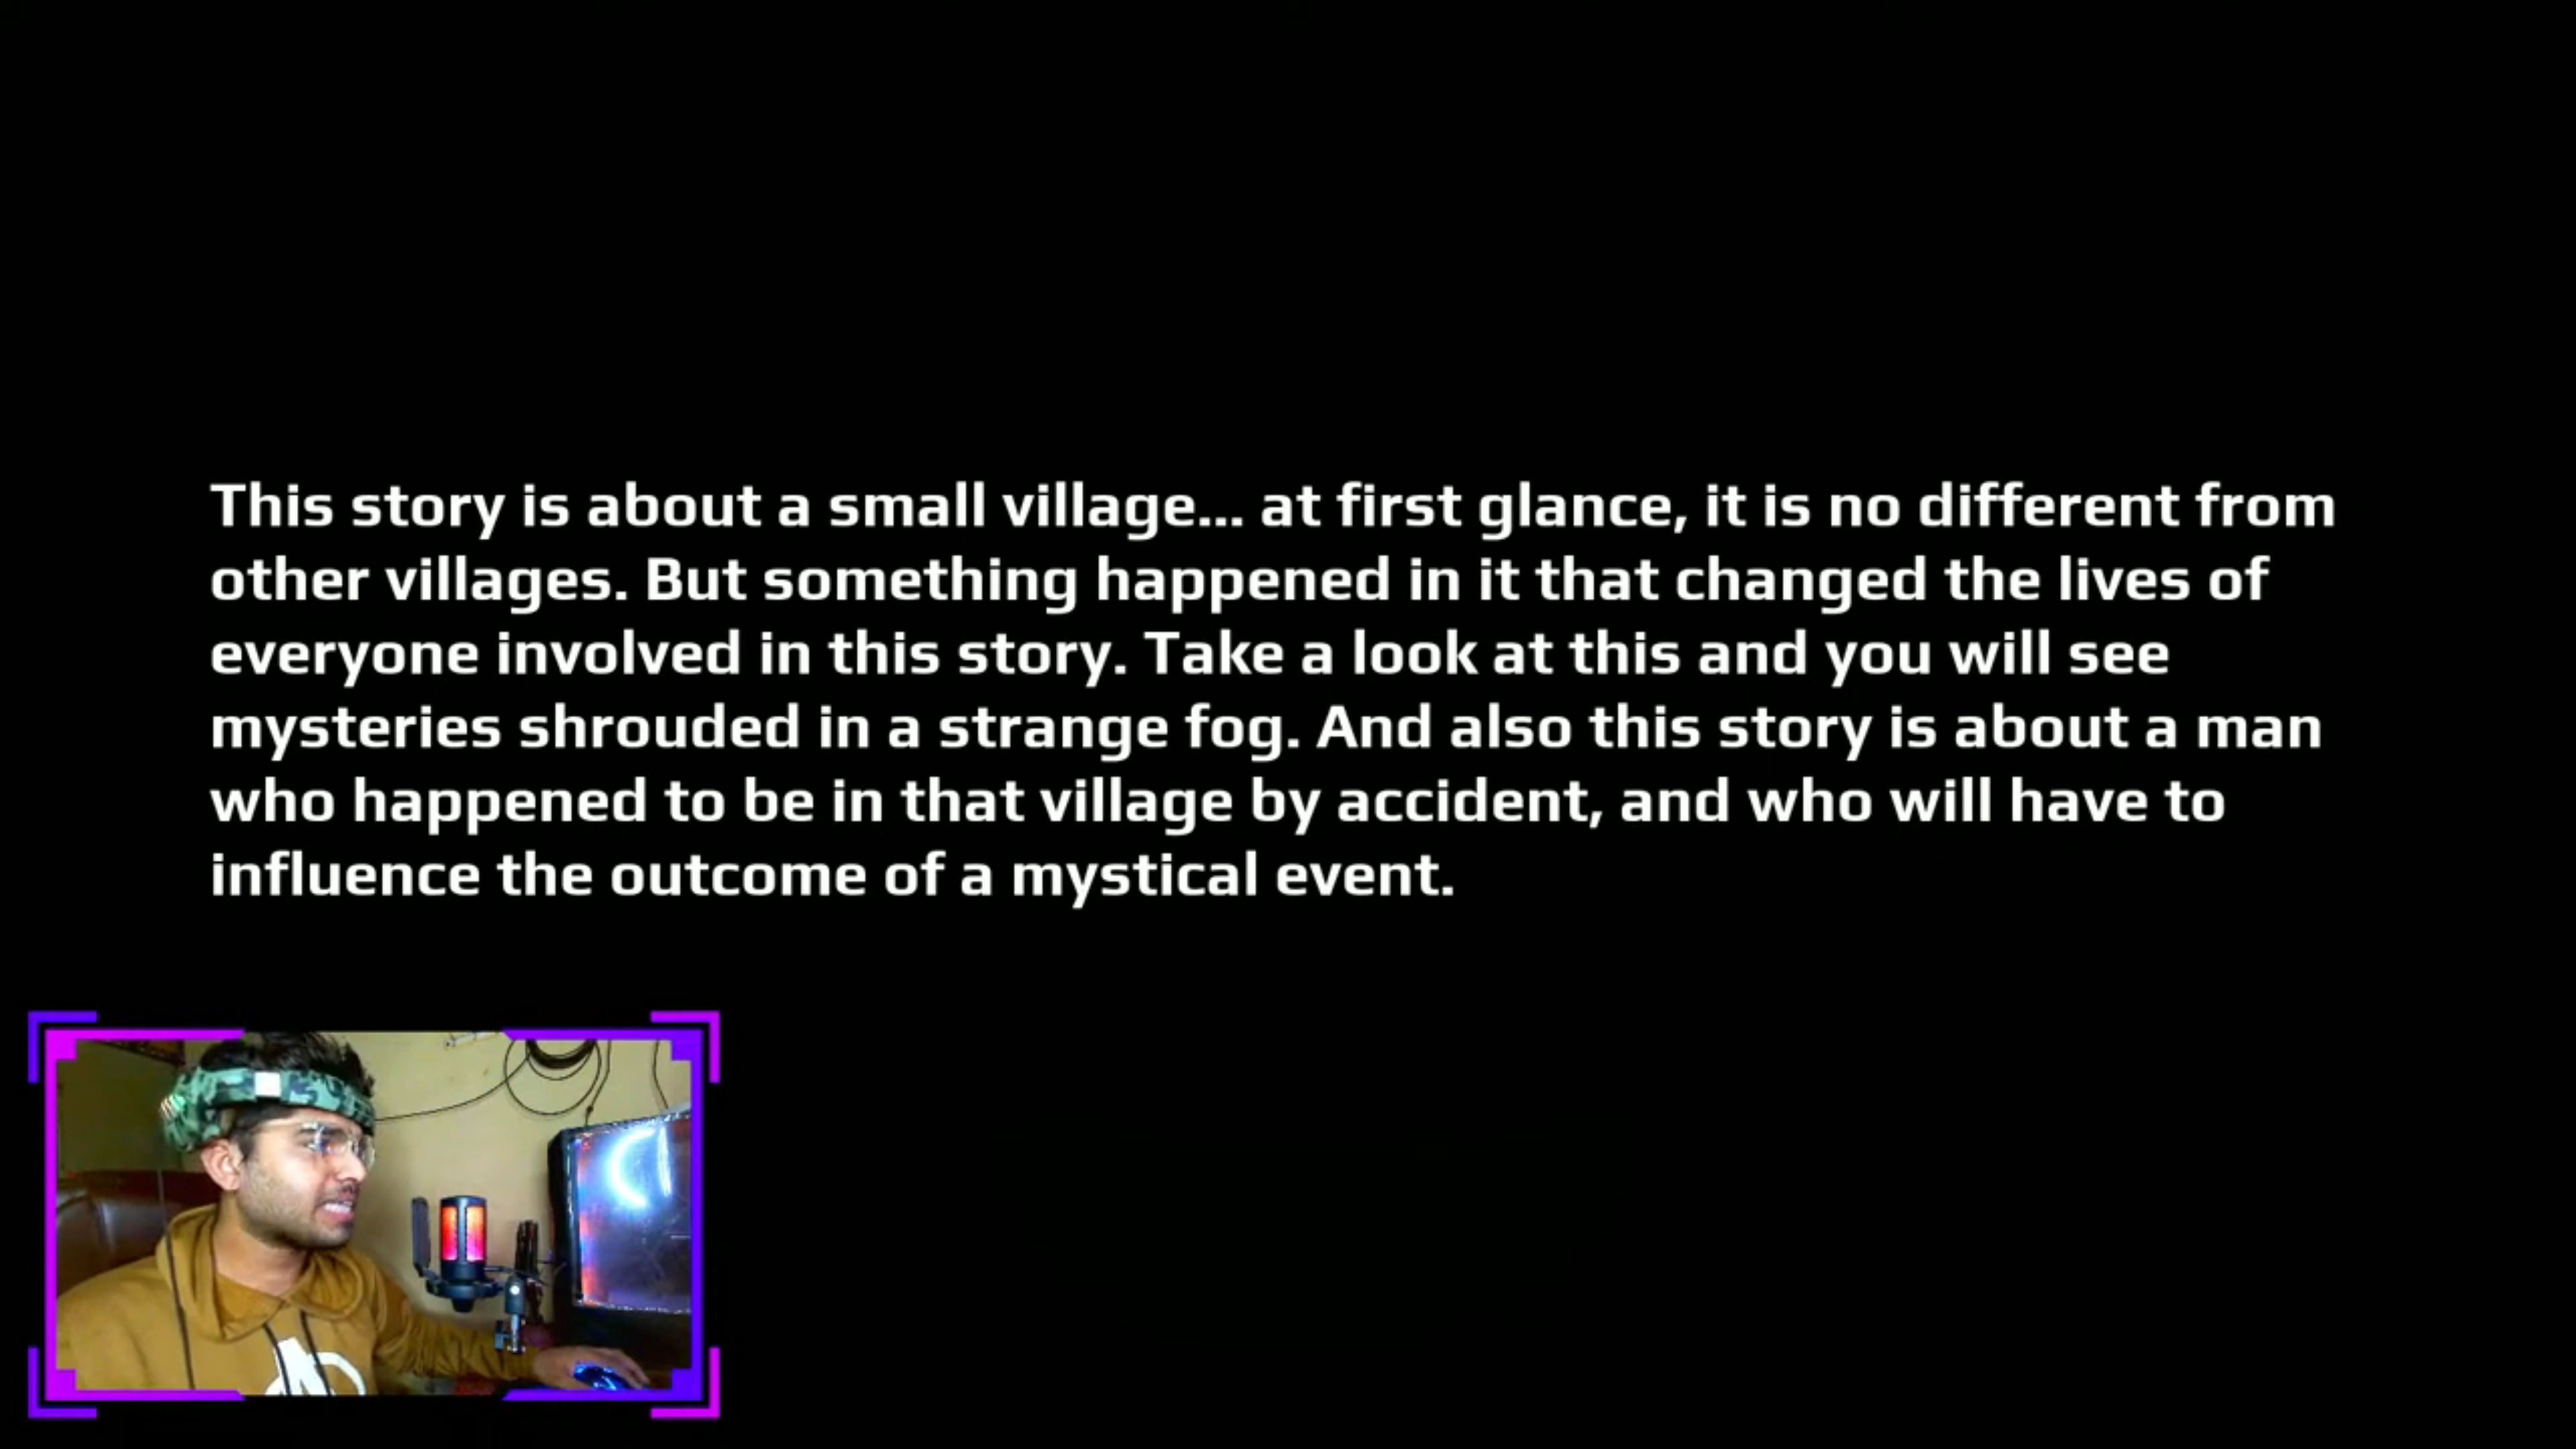 This story is about a small village... at first glance, it is no different from
other villages. But something happened in it that changed the lives of
everyone involved in this story. Take a look at this and you will see
mysteries shrouded in a strange fog. And also this story is about a man
who happened to be in that village by accident, and who will have to
influence the outcome of a mystical event.